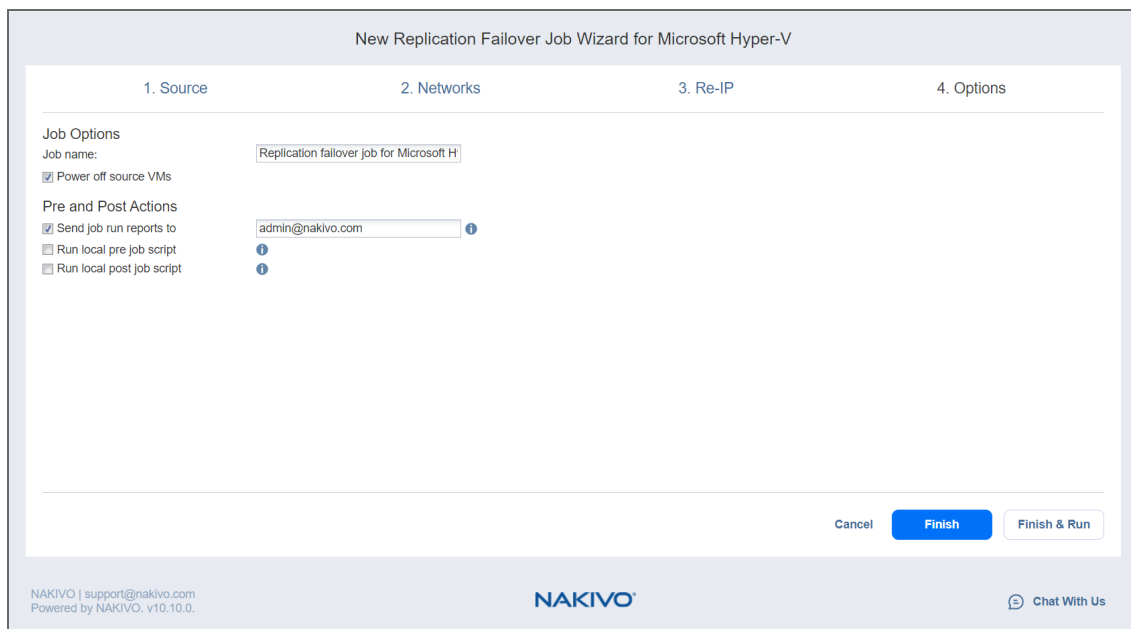 New Replication Failover Job Wizard for Microsoft Hyper-V
1. Source 2. Networks 3. Re-IP 4. Options
Job Options
Job name: Replication failover job for Microsoft H
Power off source VMs
Pre and Post Actions
Send job run reports to admin@nakivo.com
Run local pre job script
Run local post job script
Cancel Finish Finish & Run
NAKIVO | support@nakivo.com
Powered by NAKIVO. v10.10.0.
NAKIVO®
Chat With Us